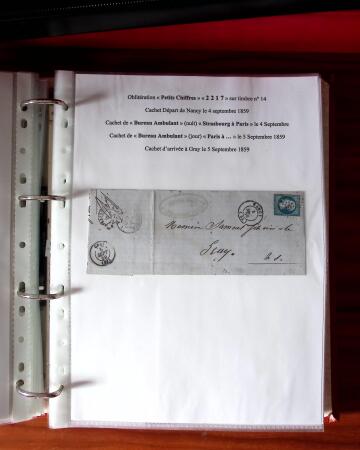 Oblitération « Petits Chiffres » « 2 2 1 7 » sur timbre n° 14
Cachet Départ de Nancy le 4 septembre 1859
Cachet de « Bureau Ambulant » (nuit) « Strasbourg à Paris » le 4 Septembre
Cachet de « Bureau Ambulant » (jour) « Paris à ... » le 5 Septembre 1859
Cachet d'arrivée à Gray le 5 Septembre 1859
Gray